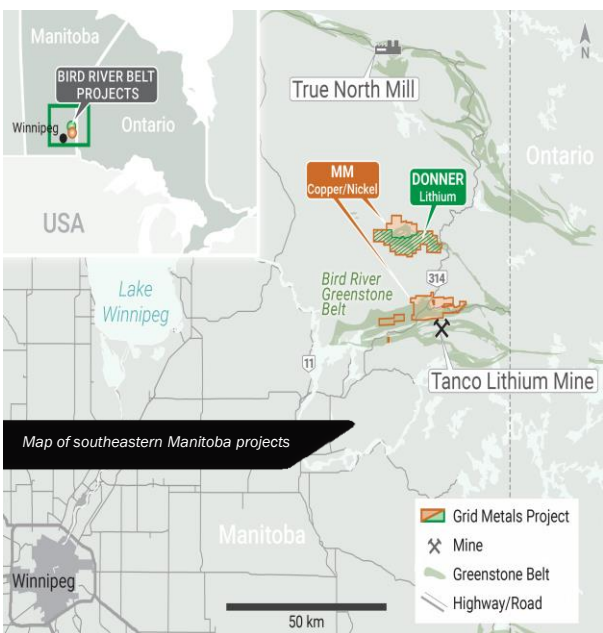 Manitoba
BIRD RIVER BELT
PROJECTS
Winnipeg
Ontario
USA
N
True North Mill
Ontario
MM
Copper/Nickel
DONNER
Lithium
Lake
Winnipeg
Bird River
Greenstone
Belt
314
11
Tanco Lithium Mine
Map of southeastern Manitoba projects
Manitoba
Winnipeg
Grid Metals Project
Mine
Greenstone Belt
Highway/Road
50 km